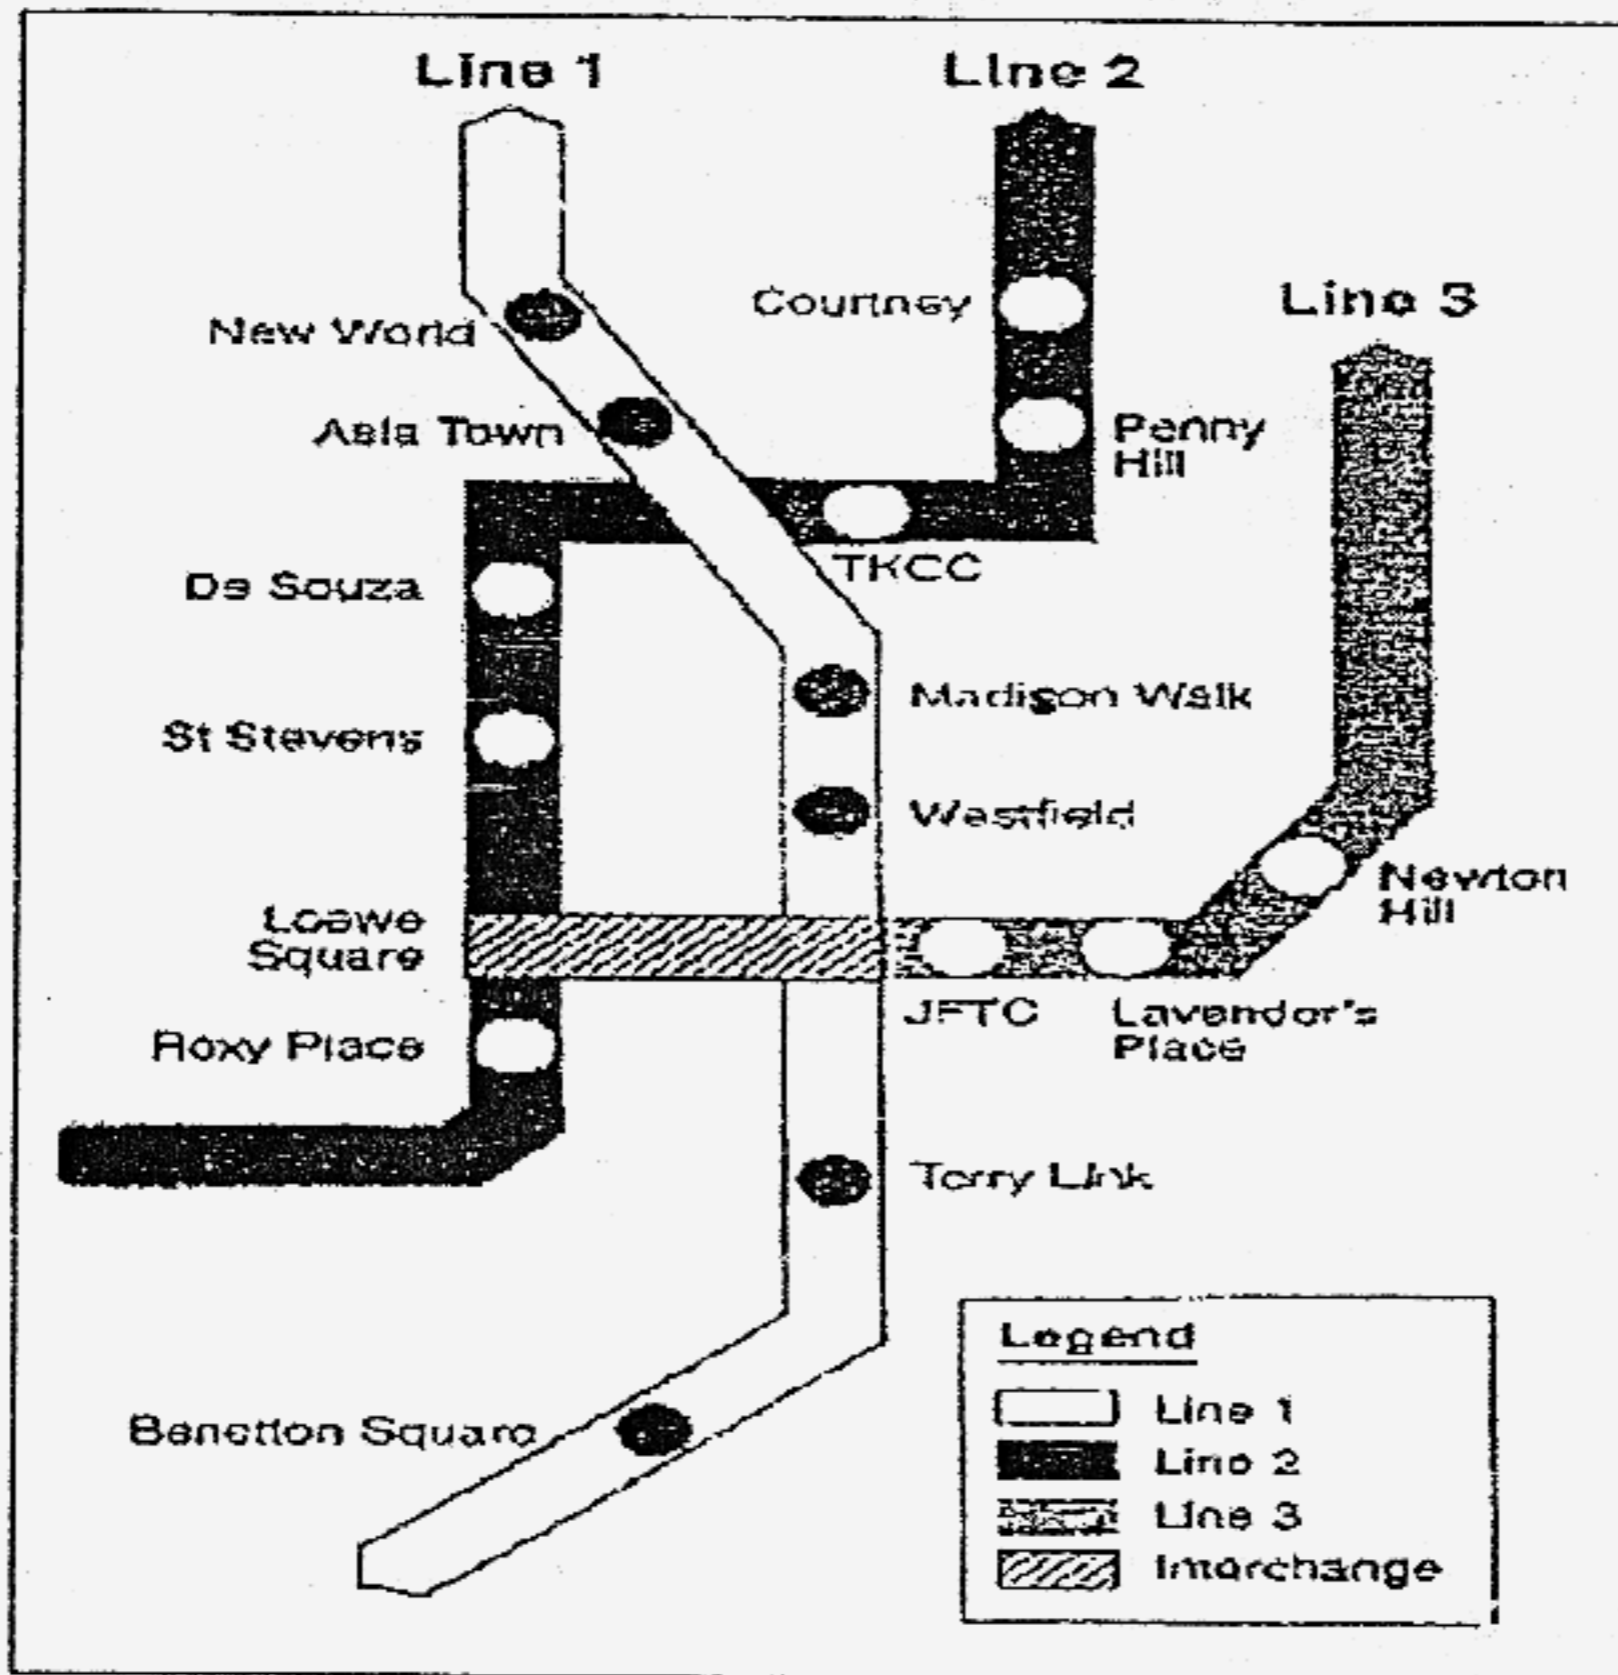 Line 1
Line 2
Line 3
New World
Courtney
Asia Town
Penny
Hill
TKCC
De Souza
Madison Walk
St Stevens
Westfield
Newton
Hill
Loewe
Square
JFTC
Lavendor's
Place
Roxy Place
Terry Link
Benetton Square
Legend
Line 1
Line 2
Line 3
Interchange